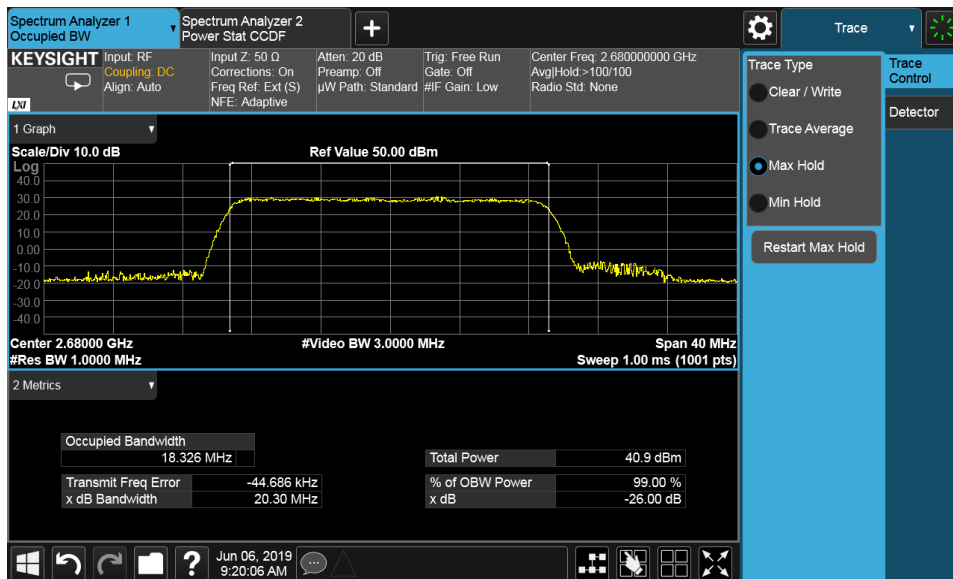 Spectrum Analyzer 1
Occupied BW
Spectrum Analyzer 2
Power Stat CCDF
Trace
KEYSIGHT
LXI
Input: RF
Coupling: DC
Align: Auto
Input Z: 50 Ω
Corrections: On
Freq Ref: Ext (S)
NFE: Adaptive
Atten: 20 dB
Preamp: Off
µW Path: Standard
Trig: Free Run
Gate: Off
#IF Gain: Low
Center Freq: 2.680000000 GHz
Avg|Hold:>100/100
Radio Std: None
Trace Type
Clear / Write
Trace Average
Max Hold
Min Hold
Restart Max Hold
Trace
Control
Detector
1 Graph
Scale/Div 10.0 dB
Ref Value 50.00 dBm
Log
40.0
30.0
20.0
10.0
0.00
-10.0
-20.0
-30.0
-40.0
Center 2.68000 GHz
#Video BW 3.0000 MHz
Span 40 MHz
#Res BW 1.0000 MHz
Sweep 1.00 ms (1001 pts)
2 Metrics
Occupied Bandwidth
18.326 MHz
Total Power 40.9 dBm
Transmit Freq Error -44.686 kHz
% of OBW Power 99.00 %
x dB Bandwidth 20.30 MHz
x dB -26.00 dB
?
Jun 06, 2019
9:20:06 AM